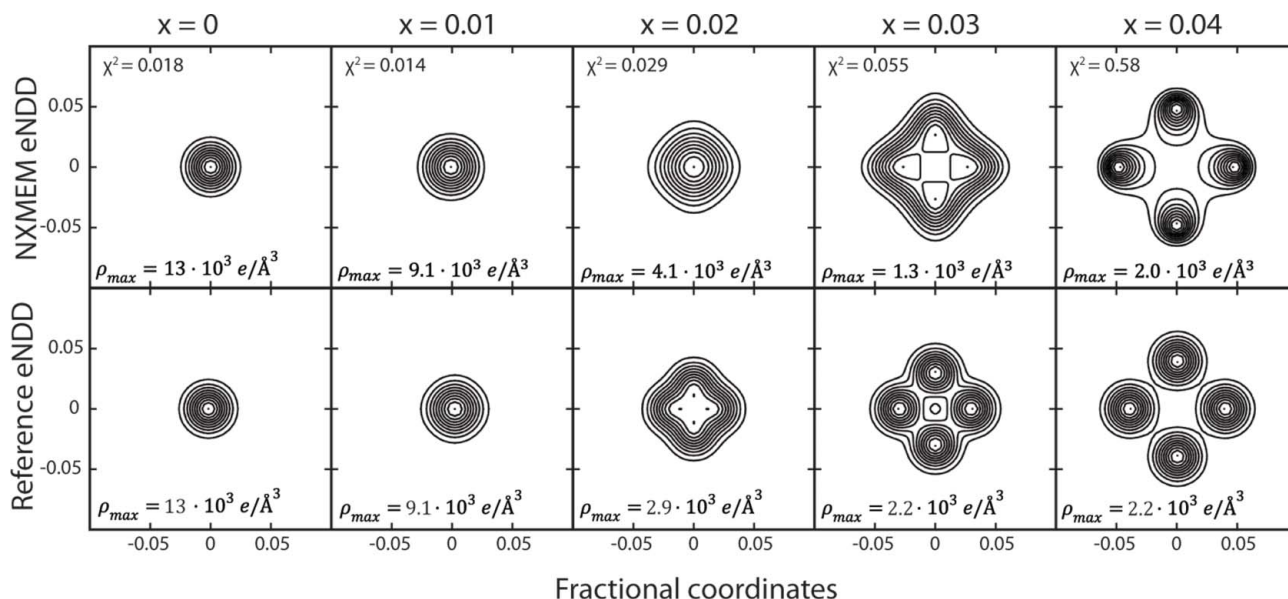 x = 0 x = 0.01 x = 0.02 x = 0.03 x = 0.04
NXMEM eNDD
χ² = 0.018 χ² = 0.014 χ² = 0.029 χ² = 0.055 χ² = 0.58
0.05
0
-0.05
ρmax = 13 · 10³ e/Å³ ρmax = 9.1 · 10³ e/Å³ ρmax = 4.1 · 10³ e/Å³ ρmax = 1.3 · 10³ e/Å³ ρmax = 2.0 · 10³ e/Å³
Reference eNDD
0.05
0
-0.05
ρmax = 13 · 10³ e/Å³ ρmax = 9.1 · 10³ e/Å³ ρmax = 2.9 · 10³ e/Å³ ρmax = 2.2 · 10³ e/Å³ ρmax = 2.2 · 10³ e/Å³
-0.05 0 0.05 -0.05 0 0.05 -0.05 0 0.05 -0.05 0 0.05 -0.05 0 0.05
Fractional coordinates